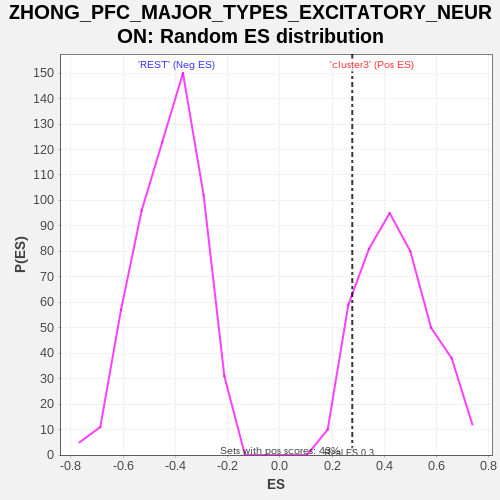 ZHONG_PFC_MAJOR_TYPES_EXCITATORY_NEUR
ON: Random ES distribution
'REST' (Neg ES) 'cluster3' (Pos ES)
150
140
130
120
110
100
90
80
70
60
50
40
30
20
10
0
P(ES)
Sets with pos scores: 43% Real ES 0.3
-0.8 -0.6 -0.4 -0.2 0.0 0.2 0.4 0.6 0.8
ES